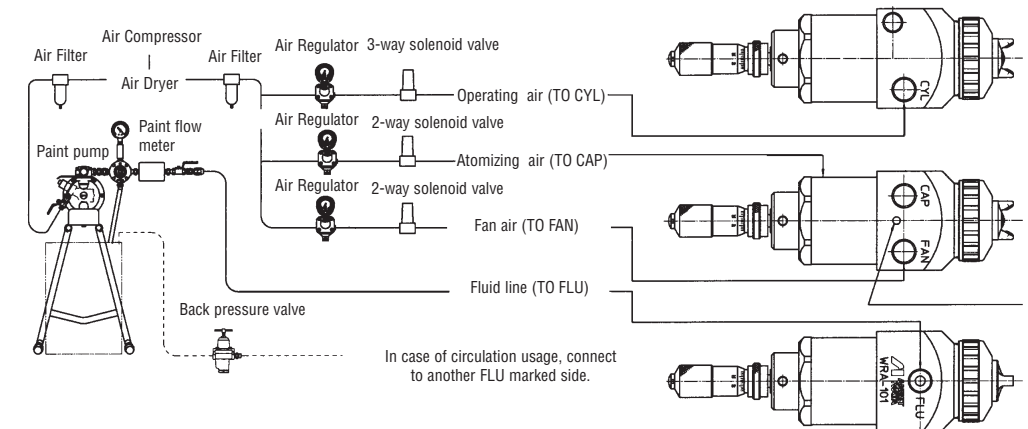 Air Compressor
Air Filter
Air Dryer
Air Filter
Air Regulator
3-way solenoid valve
Operating air (TO CYL)
Air Regulator
2-way solenoid valve
Atomizing air (TO CAP)
Air Regulator
2-way solenoid valve
Fan air (TO FAN)
Paint flow
meter
Paint pump
Fluid line (TO FLU)
Back pressure valve
In case of circulation usage, connect
to another FLU marked side.
CYL
CAP
FAN
WRA-101
FLU